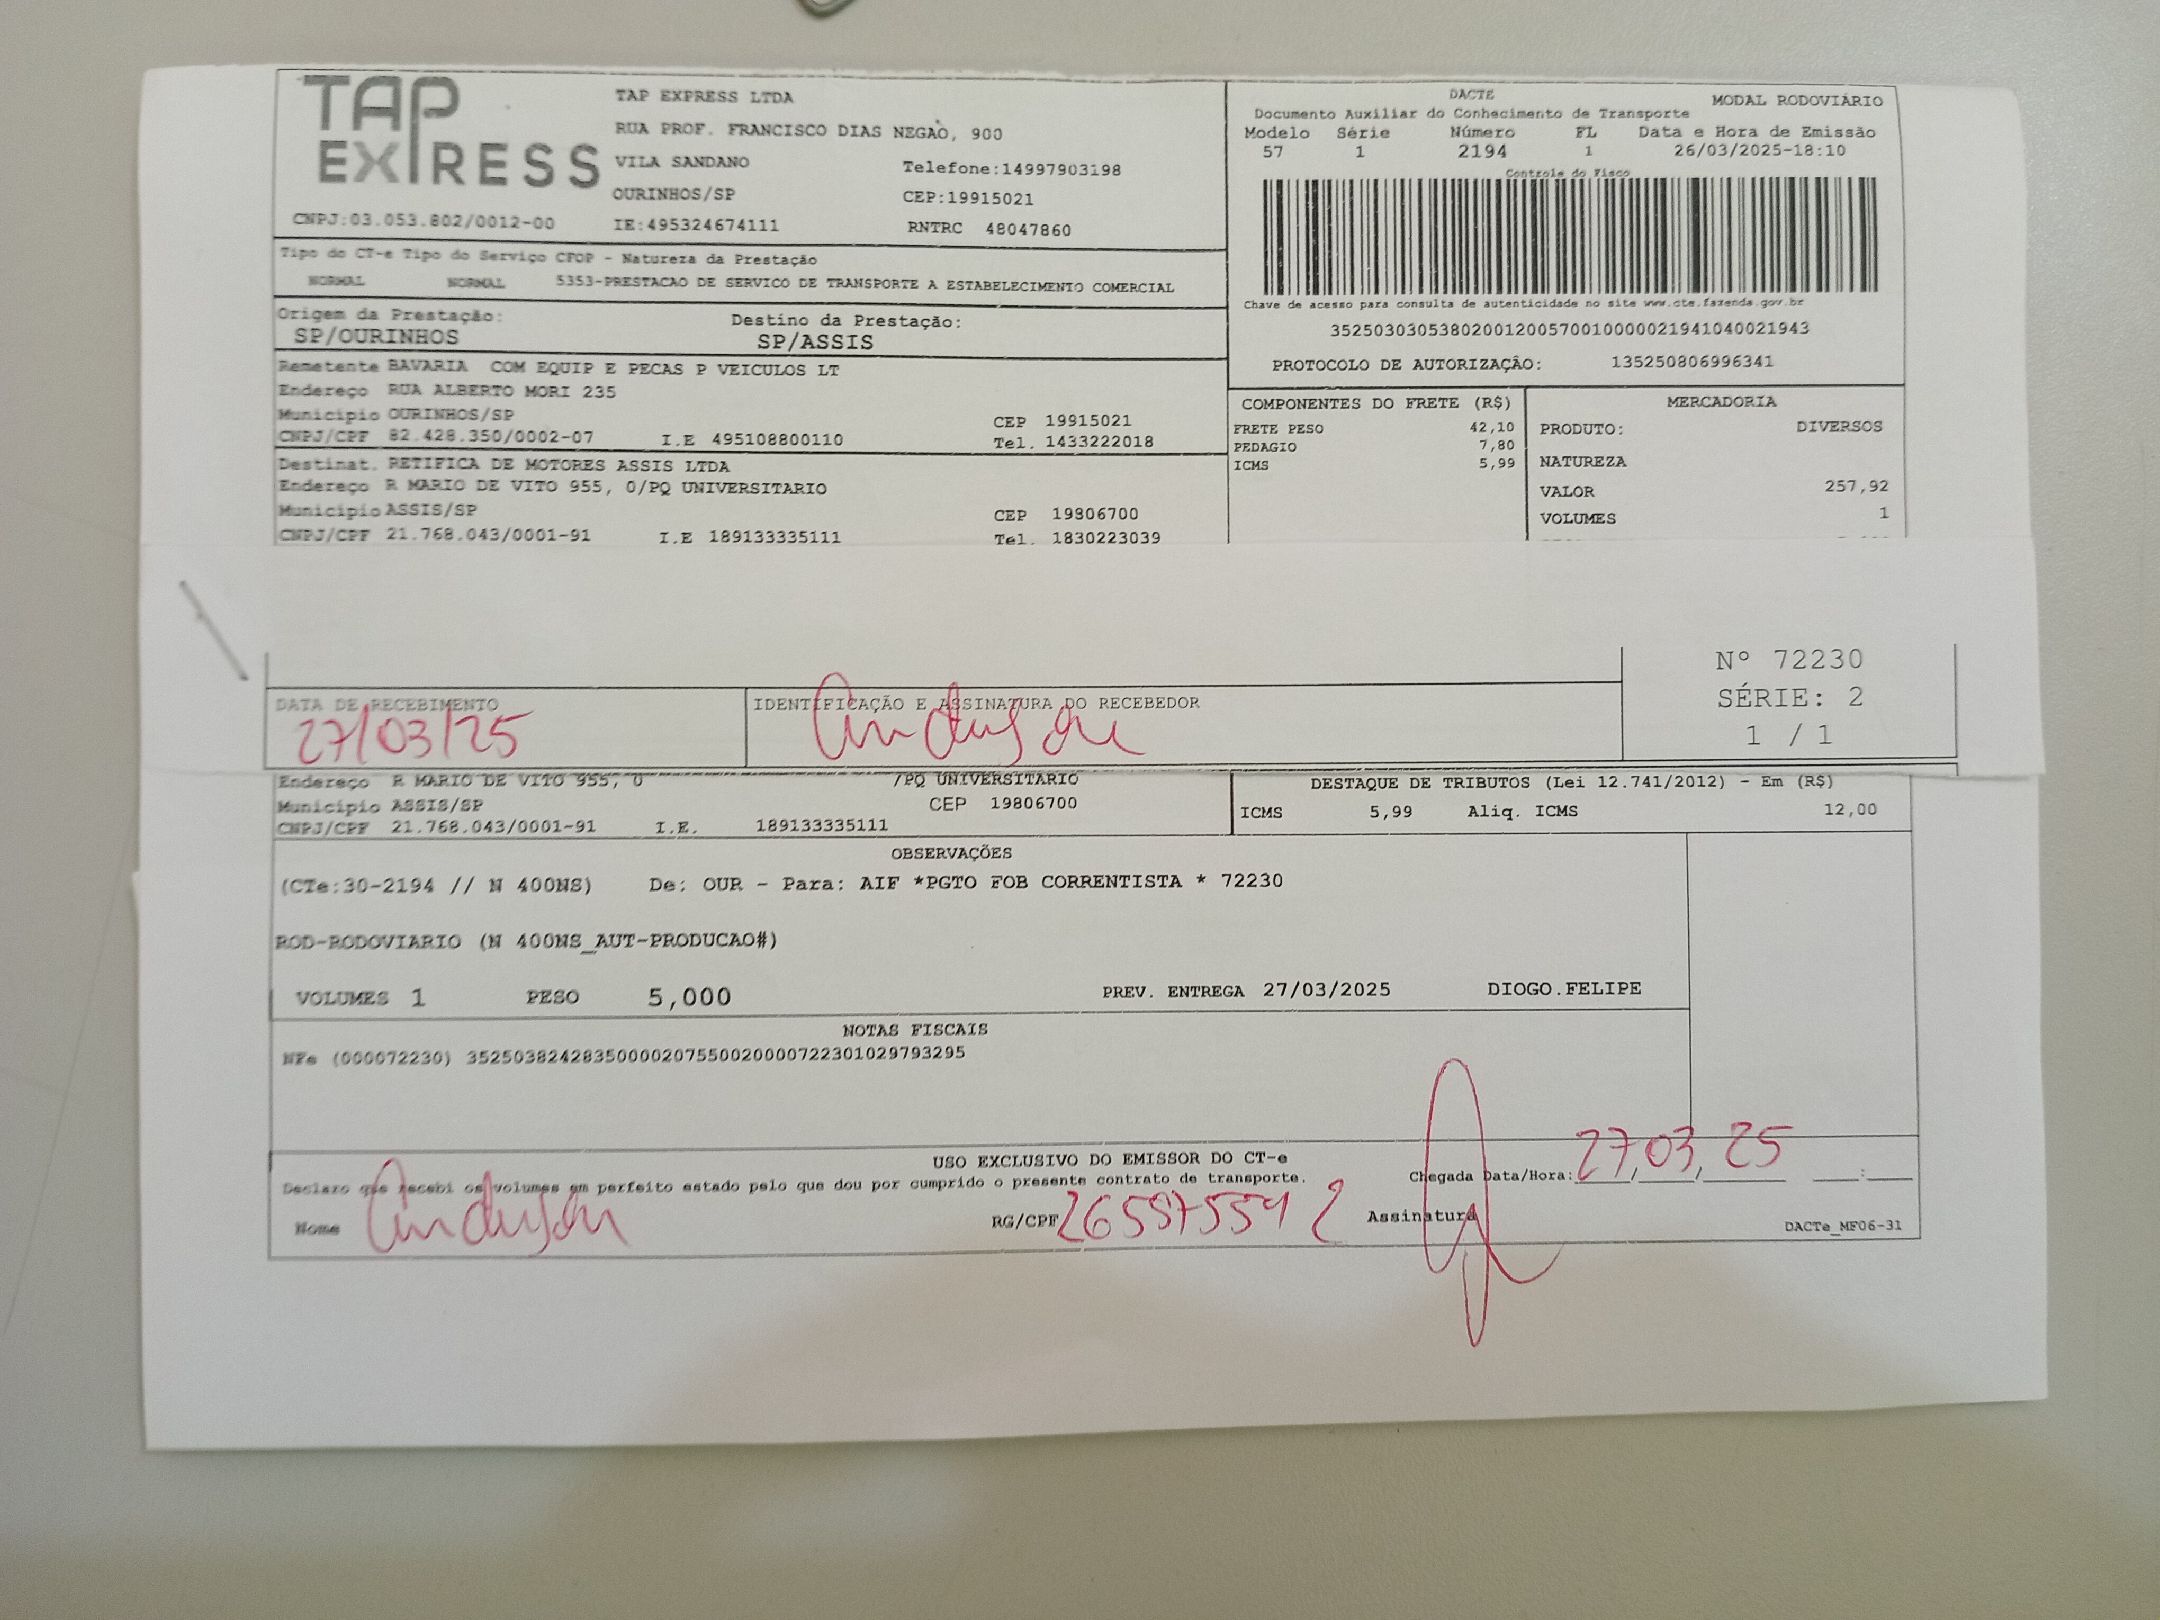 TAP EXPRESS
TAP EXPRESS LTDA
RUA PROF. FRANCISCO DIAS NEGAO, 900
VILA SANDANO Telefone:14997903198
OURINHOS/SP CEP:19915021
CNPJ:03.053.802/0012-00 IE:495324674111 RNTRC 48047860
DACTE
Documento Auxiliar do Conhecimento de Transporte MODAL RODOVIÁRIO
Modelo Série Número FL Data e Hora de Emissão
57 1 2194 1 26/03/2025-18:10
Controle do Fisco
Chave de acesso para consulta de autenticidade no site www.cte.fazenda.gov.br
35250303053802001200570010000021941040021943
PROTOCOLO DE AUTORIZAÇÃO: 135250806996341
Tipo do CT-e Tipo do Serviço CFOP - Natureza da Prestação
NORMAL NORMAL 5353-PRESTACAO DE SERVICO DE TRANSPORTE A ESTABELECIMENTO COMERCIAL
Origem da Prestação: Destino da Prestação:
SP/OURINHOS SP/ASSIS
Remetente BAVARIA COM EQUIP E PECAS P VEICULOS LT
Endereço RUA ALBERTO MORI 235
Município OURINHOS/SP CEP 19915021
CNPJ/CPF 82.428.350/0002-07 I.E 495108800110 Tel. 1433222018
Destinat. RETIFICA DE MOTORES ASSIS LTDA
Endereço R MARIO DE VITO 955, 0/PQ UNIVERSITARIO
Município ASSIS/SP CEP 19806700
CNPJ/CPF 21.768.043/0001-91 I.E 189133335111 Tel. 1830223039
COMPONENTES DO FRETE (R$)
FRETE PESO 42,10
PEDAGIO 7,80
ICMS 5,99
MERCADORIA
PRODUTO: DIVERSOS
NATUREZA
VALOR 257,92
VOLUMES 1
Nº 72230
SÉRIE: 2
1 / 1
DATA DE RECEBIMENTO IDENTIFICAÇÃO E ASSINATURA DO RECEBEDOR
27/03/25 Anderson
Endereço R MARIO DE VITO 955, 0 /PQ UNIVERSITARIO
Município ASSIS/SP CEP 19806700
CNPJ/CPF 21.768.043/0001-91 I.E. 189133335111
DESTAQUE DE TRIBUTOS (Lei 12.741/2012) - Em (R$)
ICMS 5,99 Aliq. ICMS 12,00
OBSERVAÇÕES
(CTe:30-2194 // N 400NS) De: OUR - Para: AIF *PGTO FOB CORRENTISTA * 72230
ROD-RODOVIARIO (N 400NS_AUT-PRODUCAO#)
VOLUMES 1 PESO 5,000 PREV. ENTREGA 27/03/2025 DIOGO.FELIPE
NOTAS FISCAIS
NFe (000072230) 35250382428350000207550020000722301029793295
USO EXCLUSIVO DO EMISSOR DO CT-e
Declaro que recebi os volumes em perfeito estado pelo que dou por cumprido o presente contrato de transporte.
Chegada Data/Hora: 27/03/25 :
Nome Anderson RG/CPF Assinatura DACTe_MF06-31